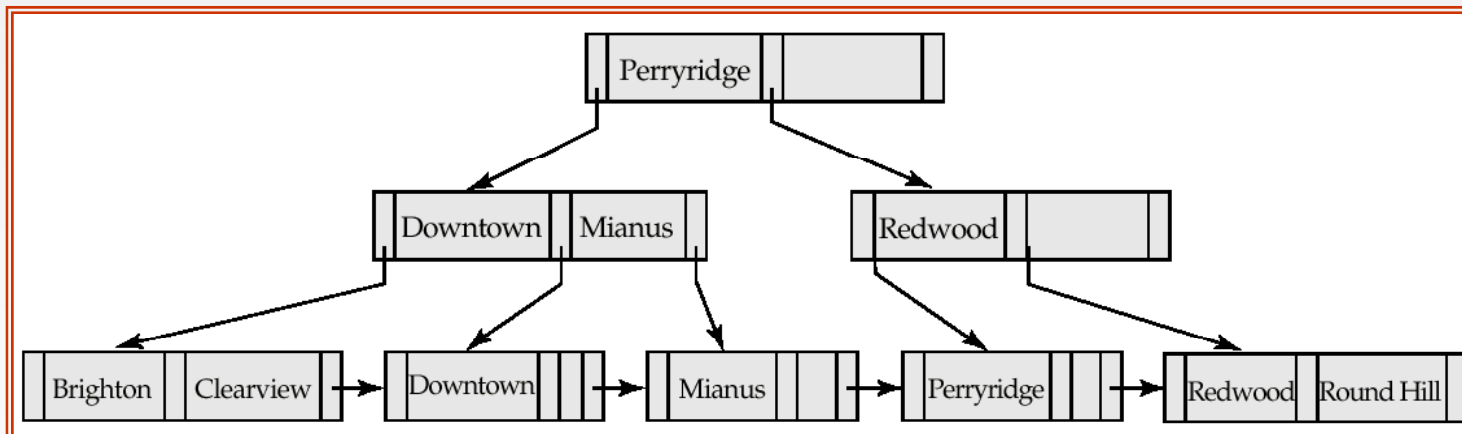 Perryridge
Downtown Mianus Redwood
Brighton Clearview Downtown Mianus Perryridge Redwood Round Hill